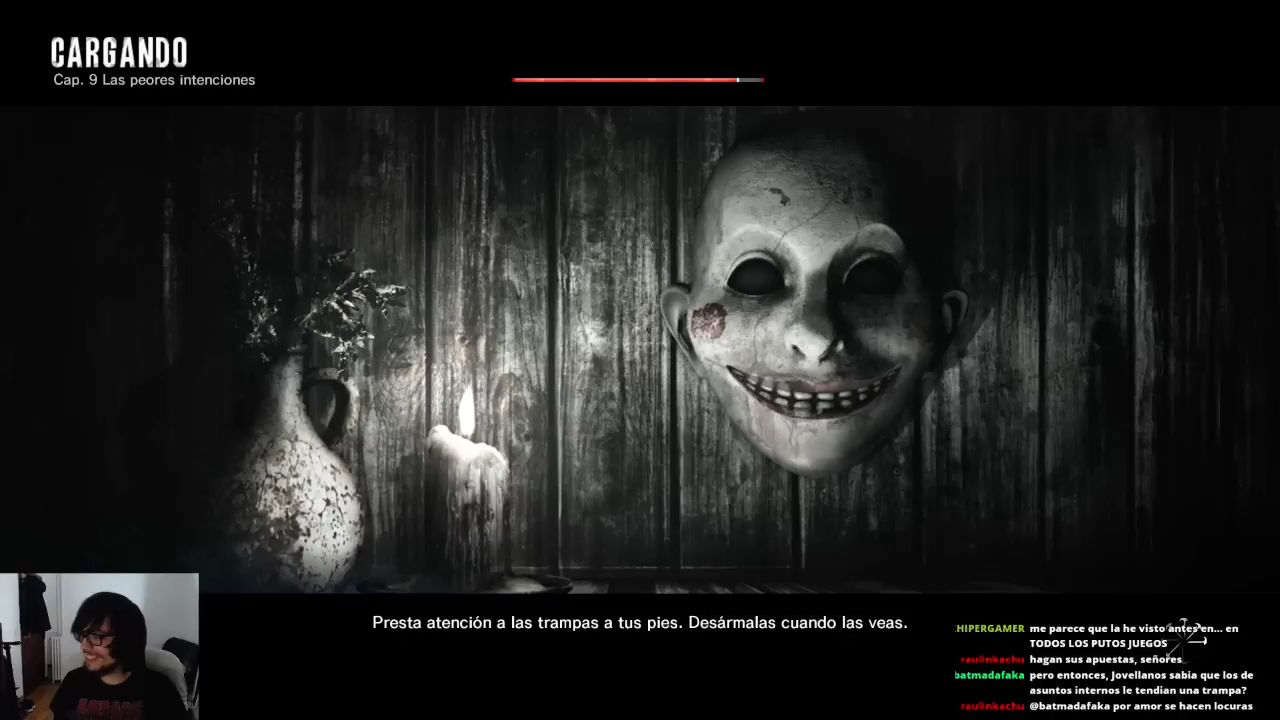 CARGANDO
Cap. 9 Las peores intenciones
Presta atención a las trampas a tus pies. Desármalas cuando las veas.
HIPERGAMER me parece que la he visto antes en... en
TODOS LOS PUTOS JUEGOS
raulinkachu hagan sus apuestas, señores
batmadafaka pero entonces, Jovellanos sabia que los de
asuntos internos le tendian una trampa?
raulinkachu @batmadafaka por amor se hacen locuras